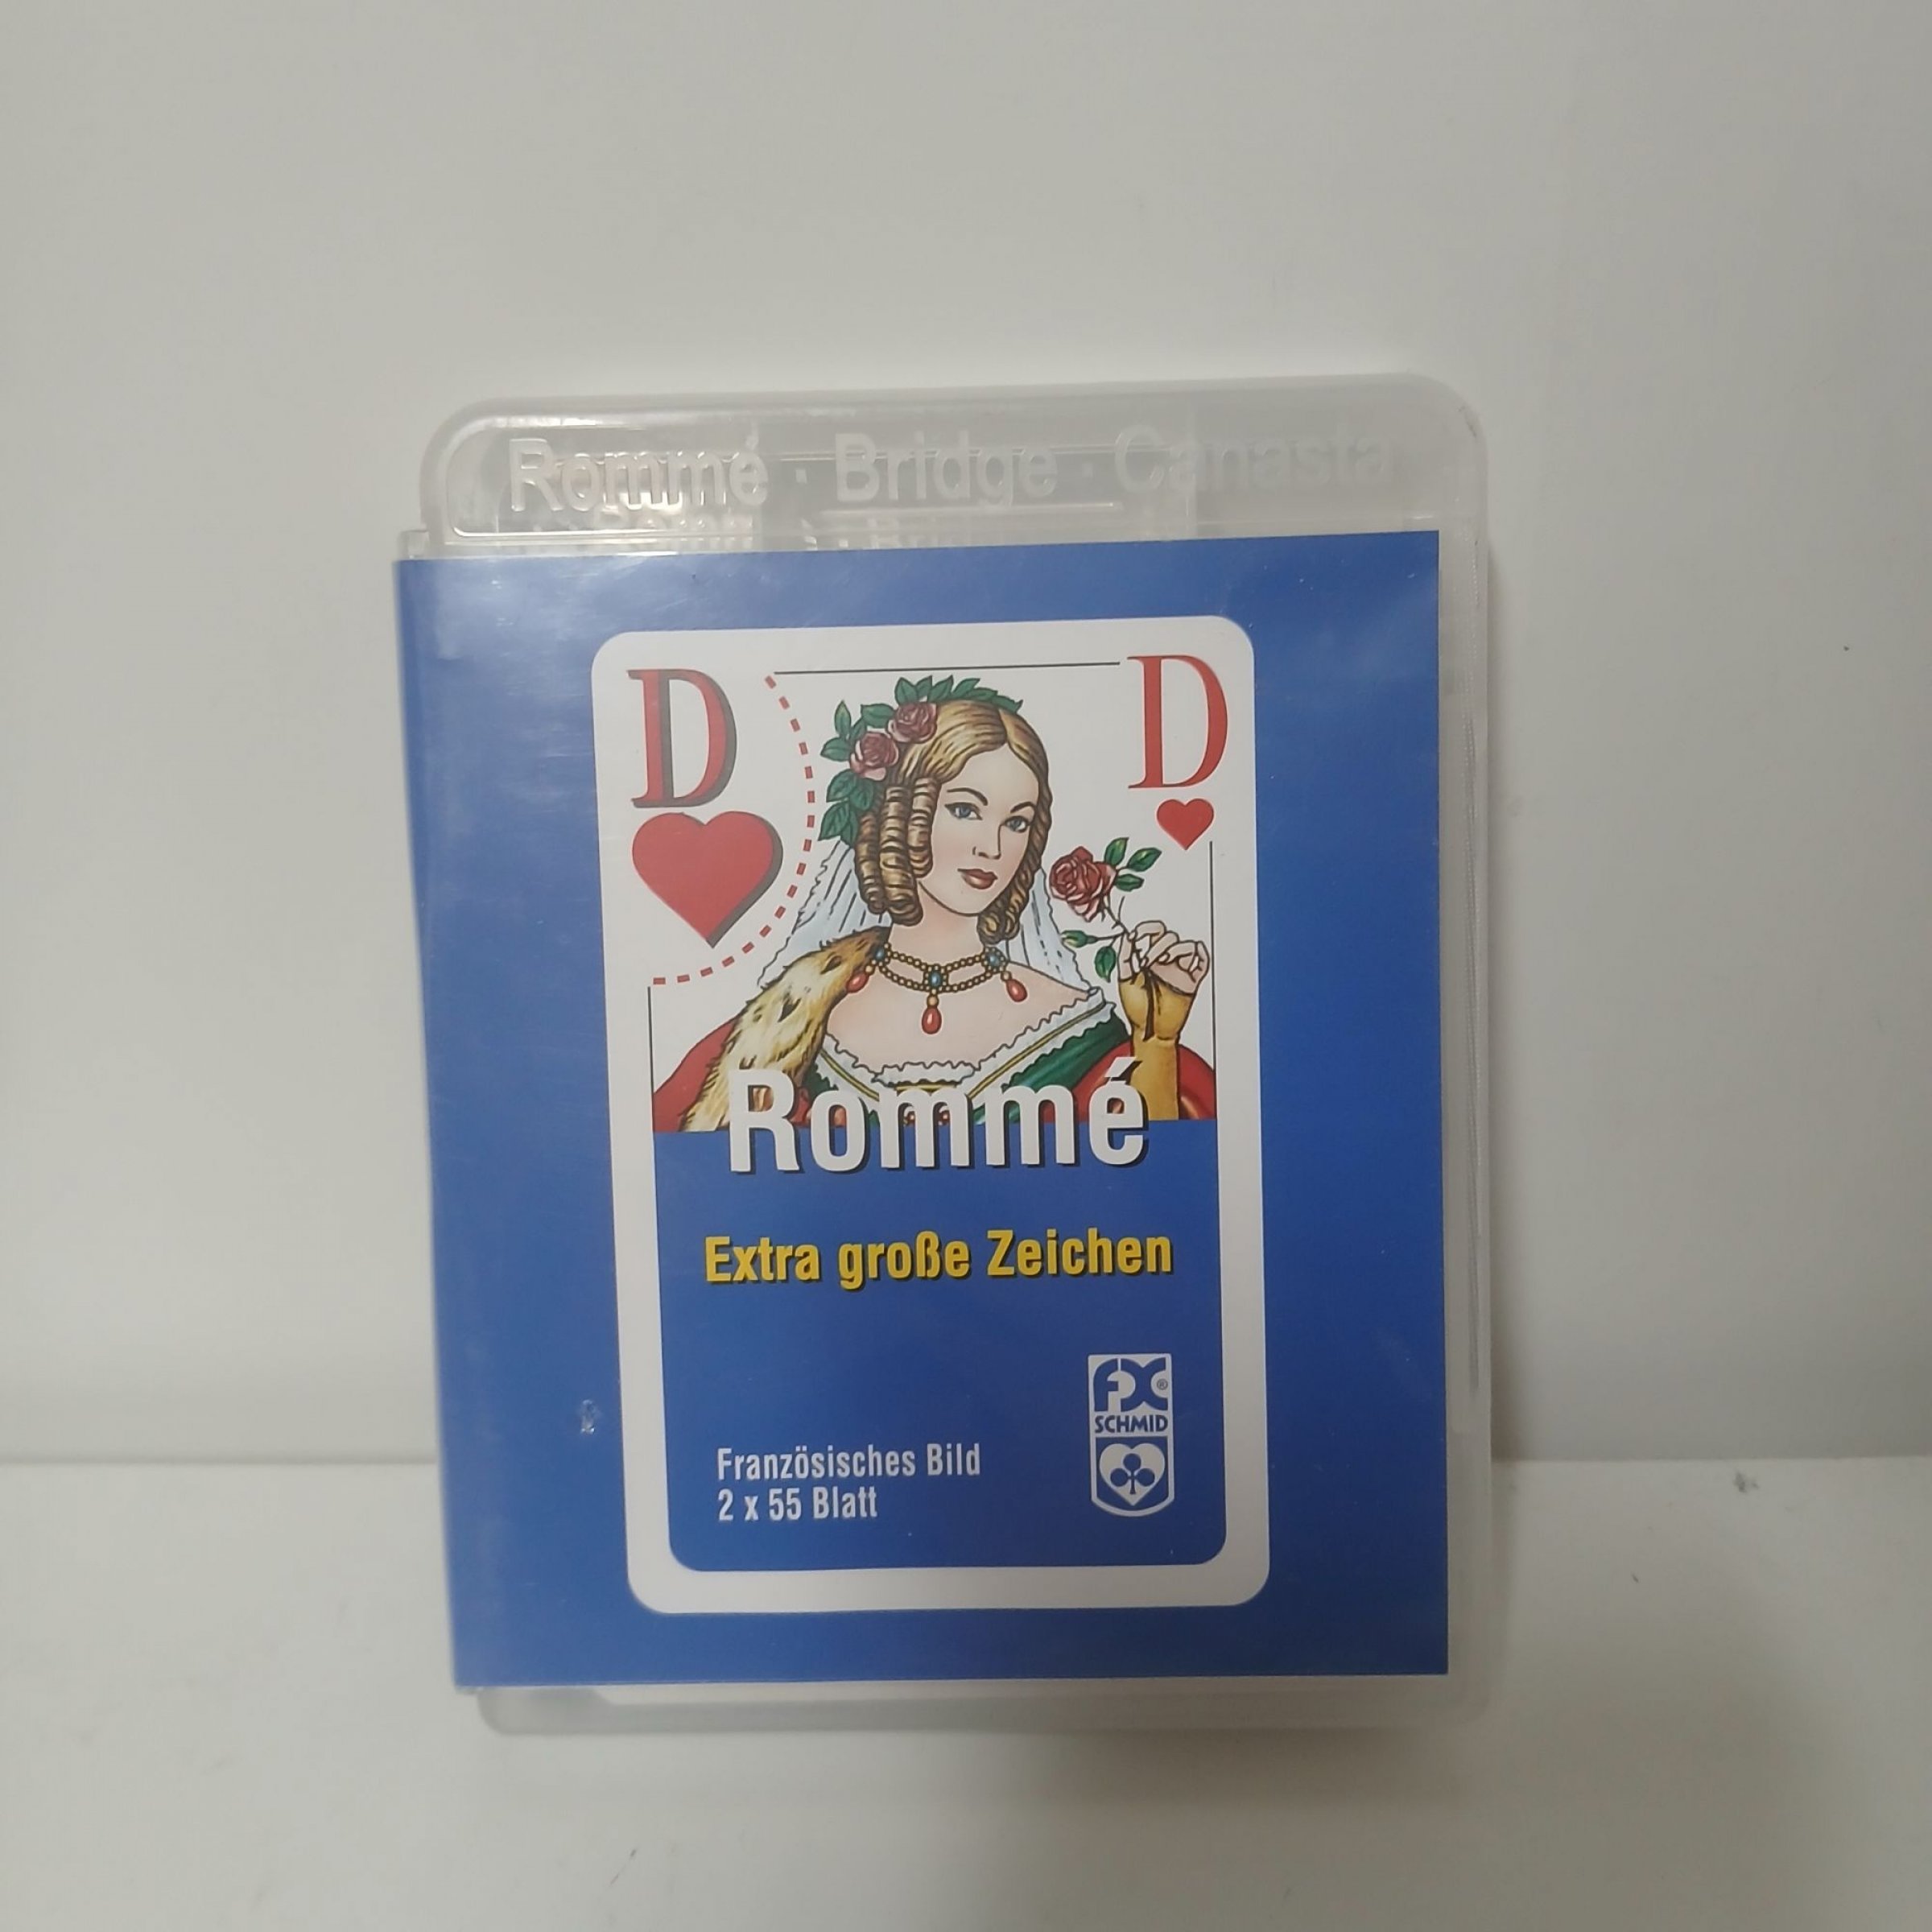 Rommé · Bridge · Canasta
D D
Rommé
Extra große Zeichen
FX®
SCHMID
Französisches Bild
2 x 55 Blatt